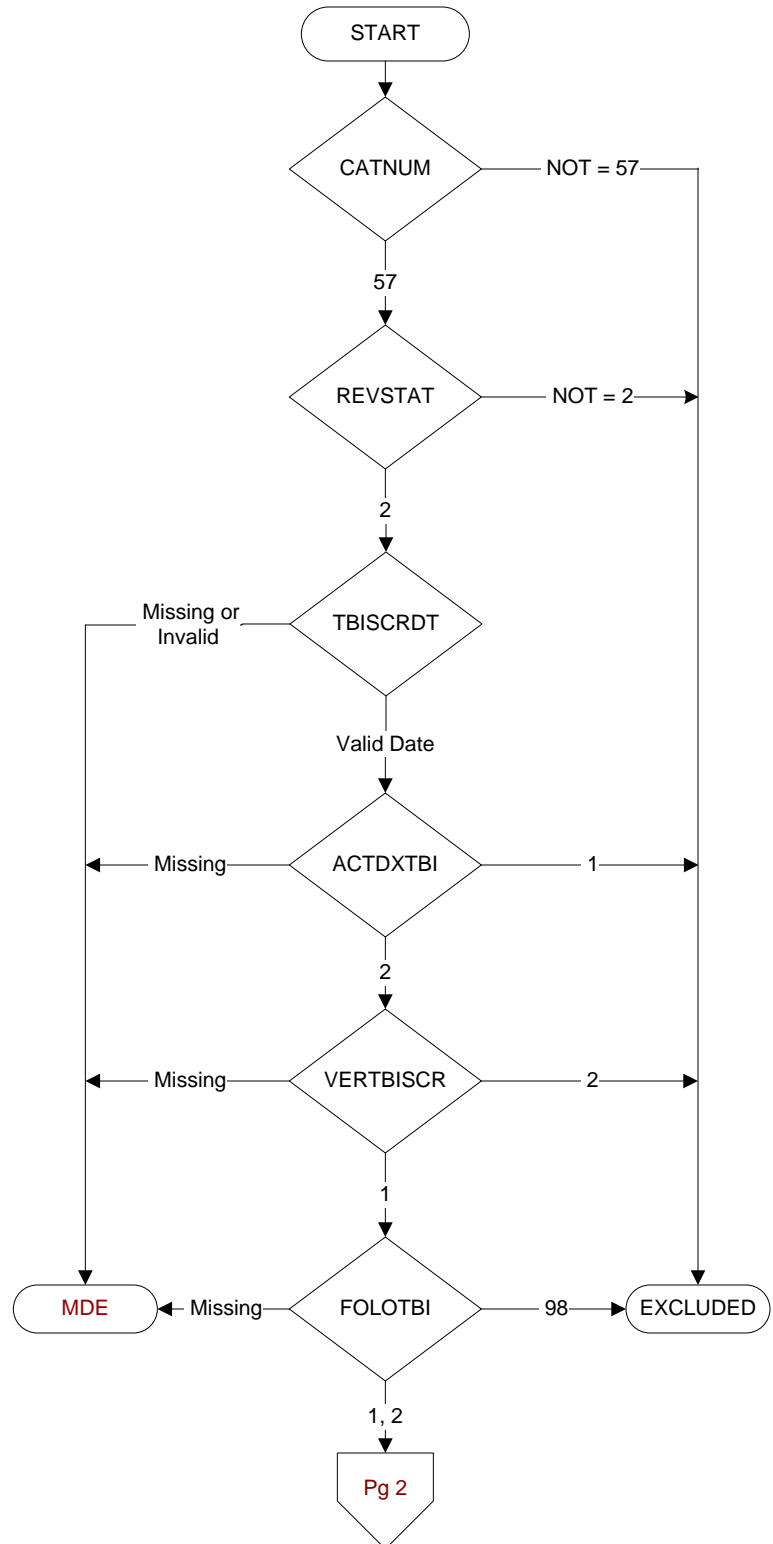 START
CATNUM
NOT = 57
57
REVSTAT
NOT = 2
2
Missing or
Invalid
TBISCRDT
Valid Date
Missing
ACTDXTBI
1
2
Missing
VERTBISCR
2
1
MDE
Missing
FOLOTBI
98
EXCLUDED
1, 2
Pg 2